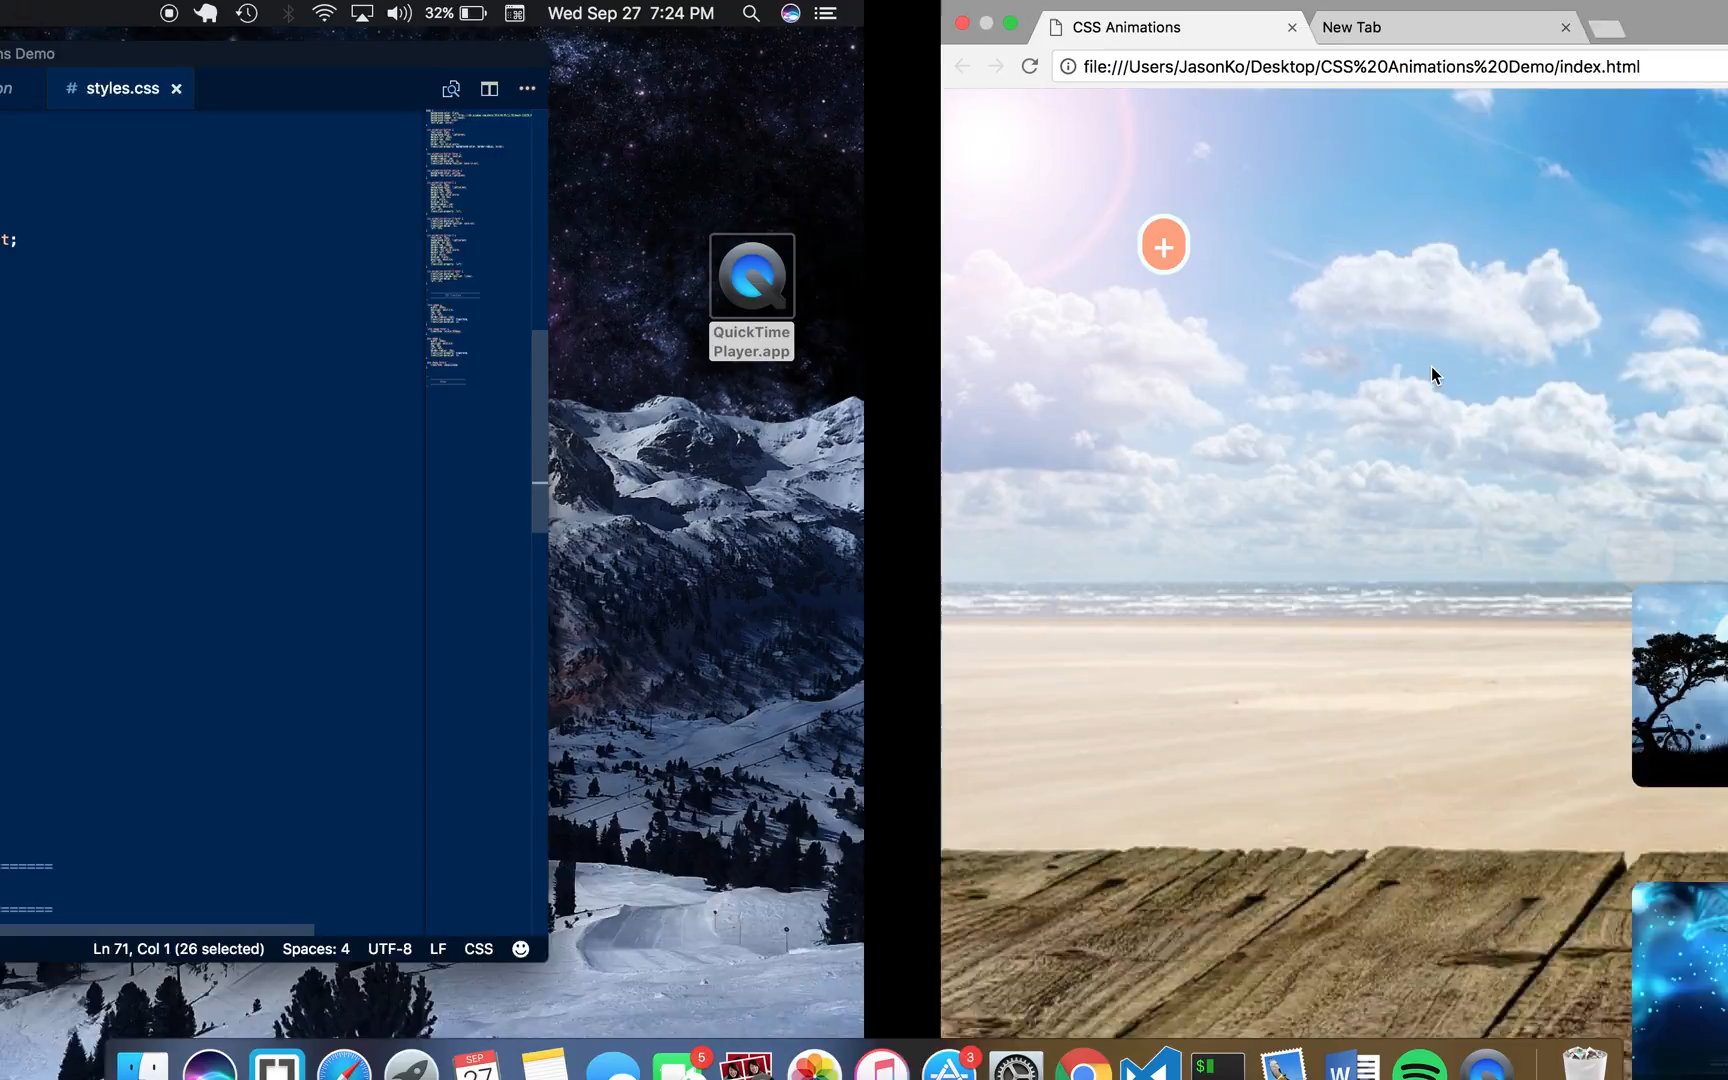 32%
Wed Sep 27 7:24 PM
ns Demo
on
# styles.css
t;
QuickTime
Player.app
======
======
Ln 71, Col 1 (26 selected) Spaces: 4 UTF-8 LF CSS
CSS Animations
New Tab
file:///Users/JasonKo/Desktop/CSS%20Animations%20Demo/index.html
+
SEP
27
5
3
$
W